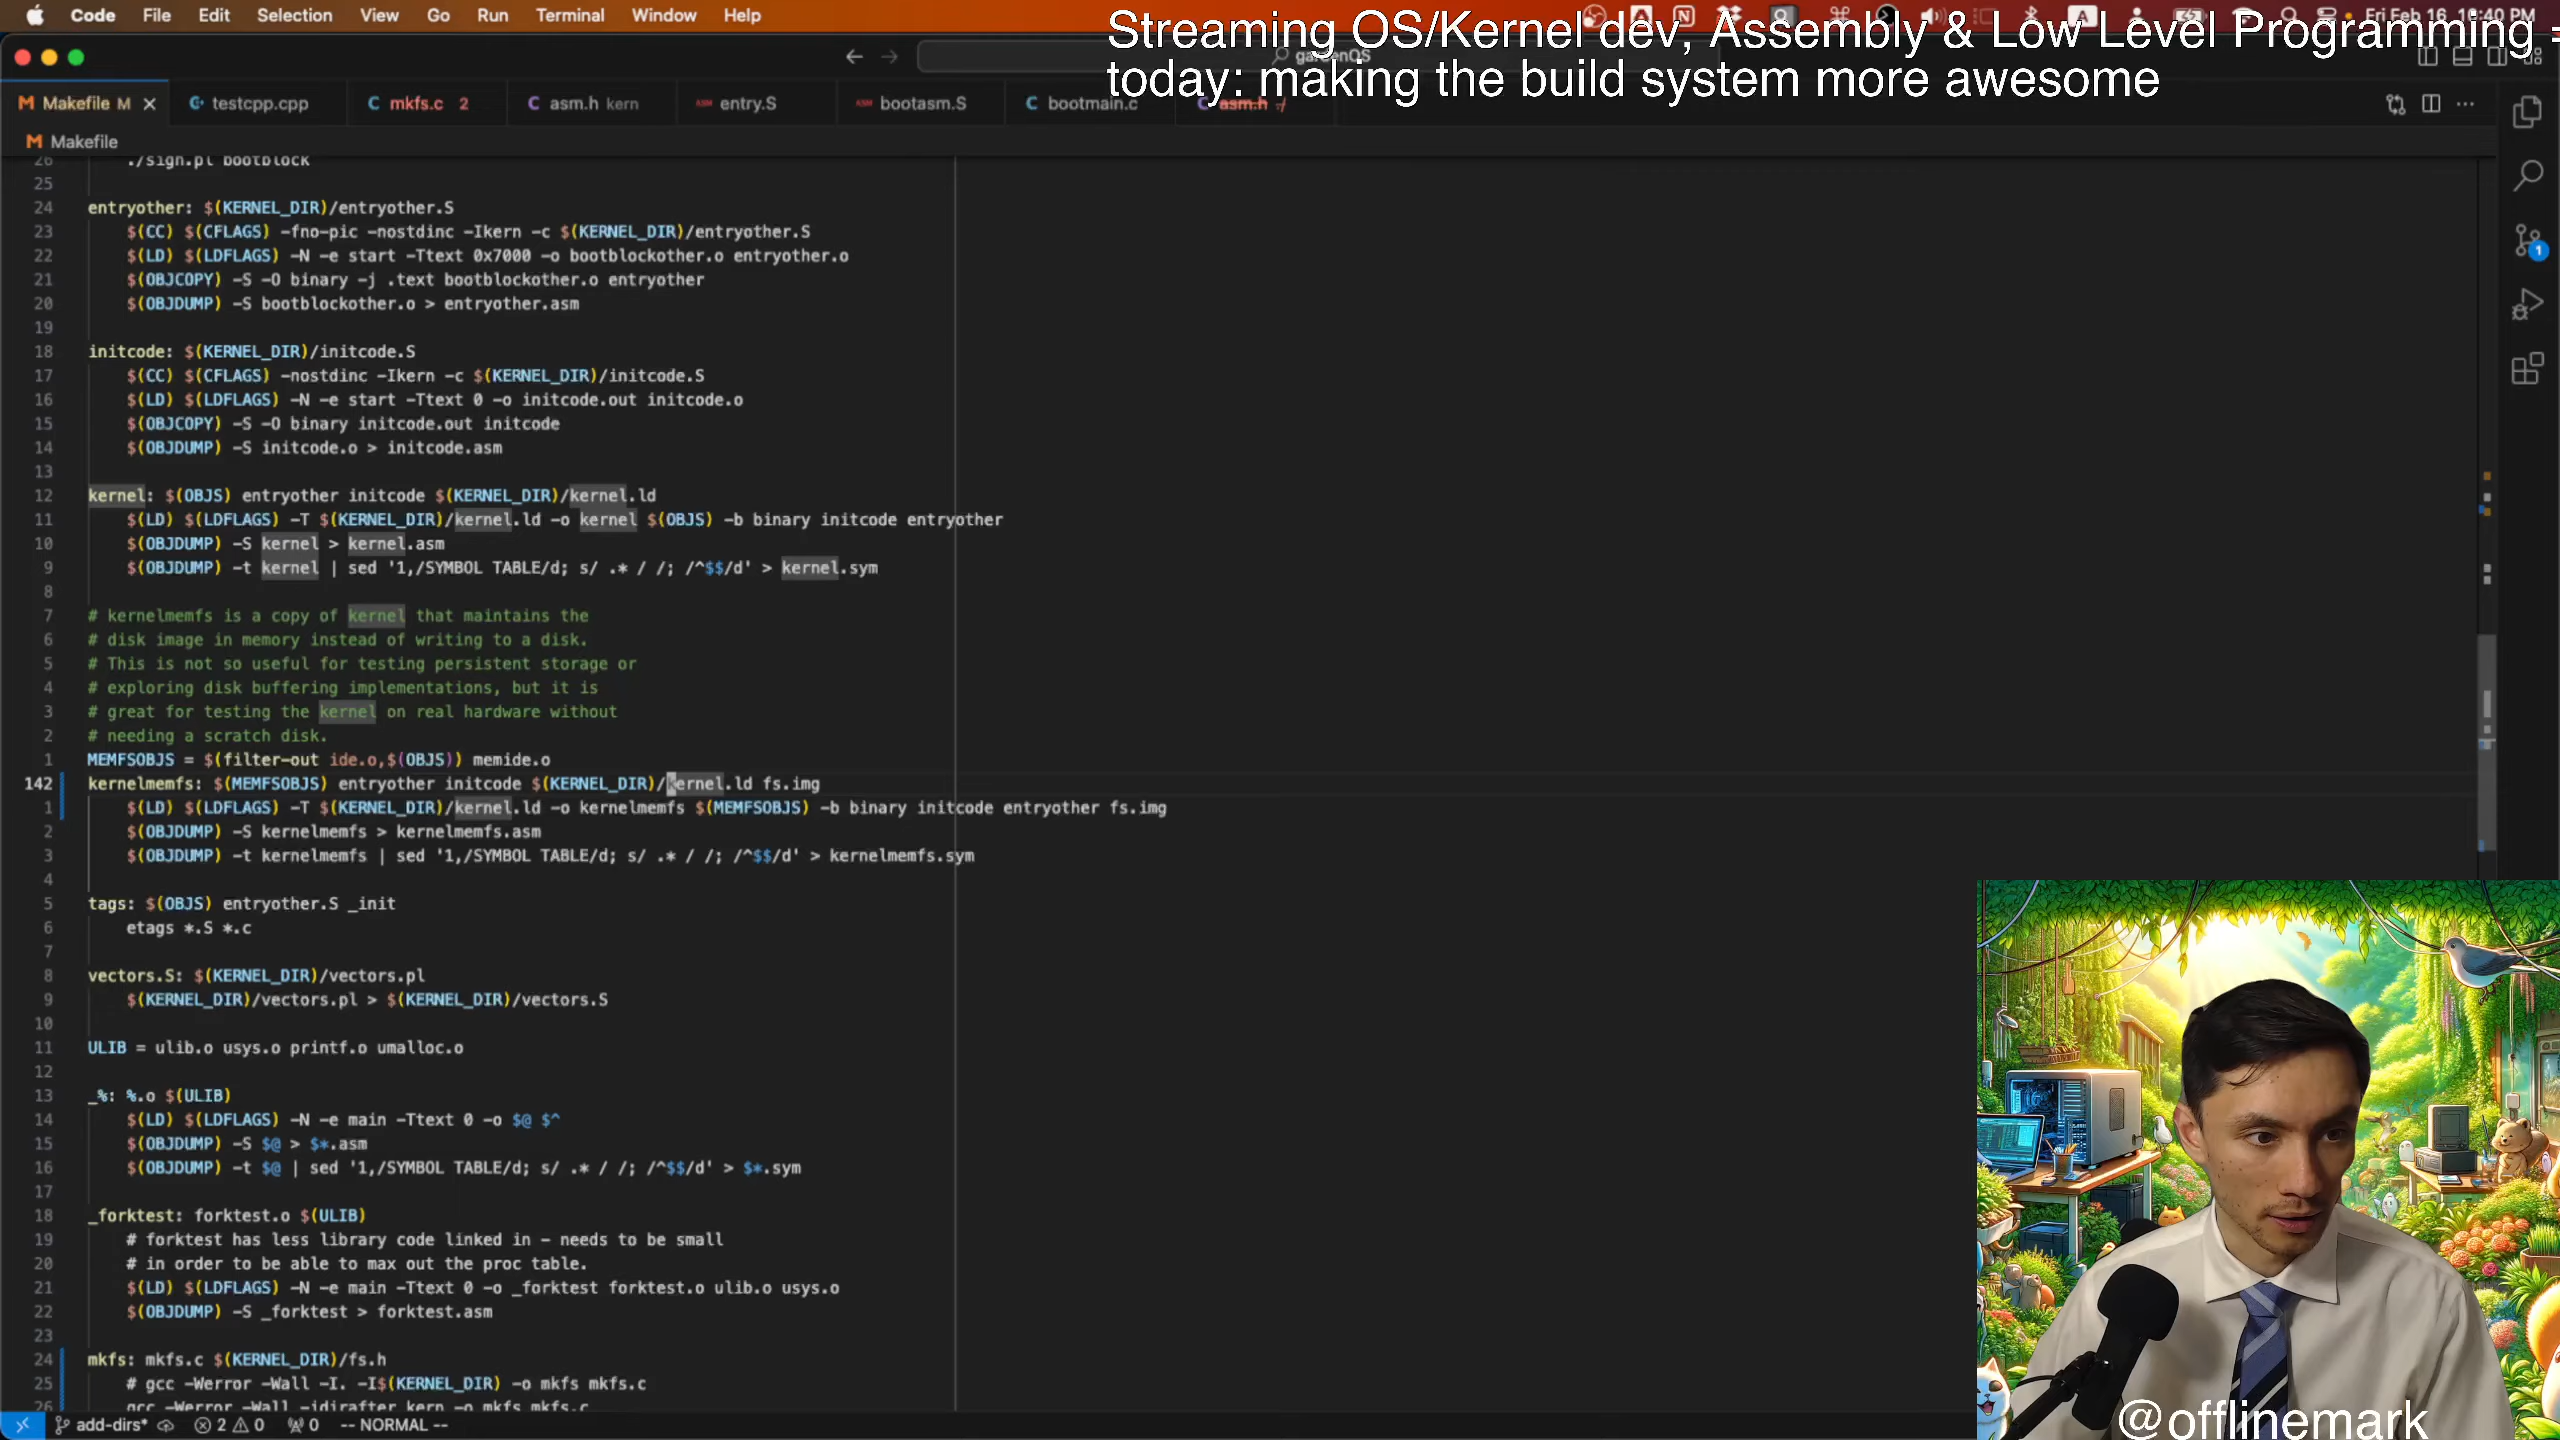 Code File Edit Selection View Go Run Terminal Window Help
Fri Feb 16
Streaming OS/Kernel dev, Assembly & Low Level Programming =
today: making the build system more awesome
gardenOS
Makefile M testcpp.cpp mkfs.c 2 asm.h kern entry.S bootasm.S bootmain.c asm.h
Makefile
26 ./sign.pl bootblock
25
24 entryother: $(KERNEL_DIR)/entryother.S
23 $(CC) $(CFLAGS) -fno-pic -nostdinc -Ikern -c $(KERNEL_DIR)/entryother.S
22 $(LD) $(LDFLAGS) -N -e start -Ttext 0x7000 -o bootblockother.o entryother.o
21 $(OBJCOPY) -S -O binary -j .text bootblockother.o entryother
20 $(OBJDUMP) -S bootblockother.o > entryother.asm
19
18 initcode: $(KERNEL_DIR)/initcode.S
17 $(CC) $(CFLAGS) -nostdinc -Ikern -c $(KERNEL_DIR)/initcode.S
16 $(LD) $(LDFLAGS) -N -e start -Ttext 0 -o initcode.out initcode.o
15 $(OBJCOPY) -S -O binary initcode.out initcode
14 $(OBJDUMP) -S initcode.o > initcode.asm
13
12 kernel: $(OBJS) entryother initcode $(KERNEL_DIR)/kernel.ld
11 $(LD) $(LDFLAGS) -T $(KERNEL_DIR)/kernel.ld -o kernel $(OBJS) -b binary initcode entryother
10 $(OBJDUMP) -S kernel > kernel.asm
9 $(OBJDUMP) -t kernel | sed '1,/SYMBOL TABLE/d; s/ .* / /; /^$$/d' > kernel.sym
8
7 # kernelmemfs is a copy of kernel that maintains the
6 # disk image in memory instead of writing to a disk.
5 # This is not so useful for testing persistent storage or
4 # exploring disk buffering implementations, but it is
3 # great for testing the kernel on real hardware without
2 # needing a scratch disk.
1 MEMFSOBJS = $(filter-out ide.o,$(OBJS)) memide.o
142 kernelmemfs: $(MEMFSOBJS) entryother initcode $(KERNEL_DIR)/kernel.ld fs.img
1 $(LD) $(LDFLAGS) -T $(KERNEL_DIR)/kernel.ld -o kernelmemfs $(MEMFSOBJS) -b binary initcode entryother fs.img
2 $(OBJDUMP) -S kernelmemfs > kernelmemfs.asm
3 $(OBJDUMP) -t kernelmemfs | sed '1,/SYMBOL TABLE/d; s/ .* / /; /^$$/d' > kernelmemfs.sym
4
5 tags: $(OBJS) entryother.S _init
6 etags *.S *.c
7
8 vectors.S: $(KERNEL_DIR)/vectors.pl
9 $(KERNEL_DIR)/vectors.pl > $(KERNEL_DIR)/vectors.S
10
11 ULIB = ulib.o usys.o printf.o umalloc.o
12
13 _%: %.o $(ULIB)
14 $(LD) $(LDFLAGS) -N -e main -Ttext 0 -o $@ $^
15 $(OBJDUMP) -S $@ > $*.asm
16 $(OBJDUMP) -t $@ | sed '1,/SYMBOL TABLE/d; s/ .* / /; /^$$/d' > $*.sym
17
18 _forktest: forktest.o $(ULIB)
19 # forktest has less library code linked in - needs to be small
20 # in order to be able to max out the proc table.
21 $(LD) $(LDFLAGS) -N -e main -Ttext 0 -o _forktest forktest.o ulib.o usys.o
22 $(OBJDUMP) -S _forktest > forktest.asm
23
24 mkfs: mkfs.c $(KERNEL_DIR)/fs.h
25 # gcc -Werror -Wall -I. -I$(KERNEL_DIR) -o mkfs mkfs.c
26 gcc -Werror -Wall -idirafter kern -o mkfs mkfs.c
add-dirs* 2 0 0 -- NORMAL --
@offlinemark